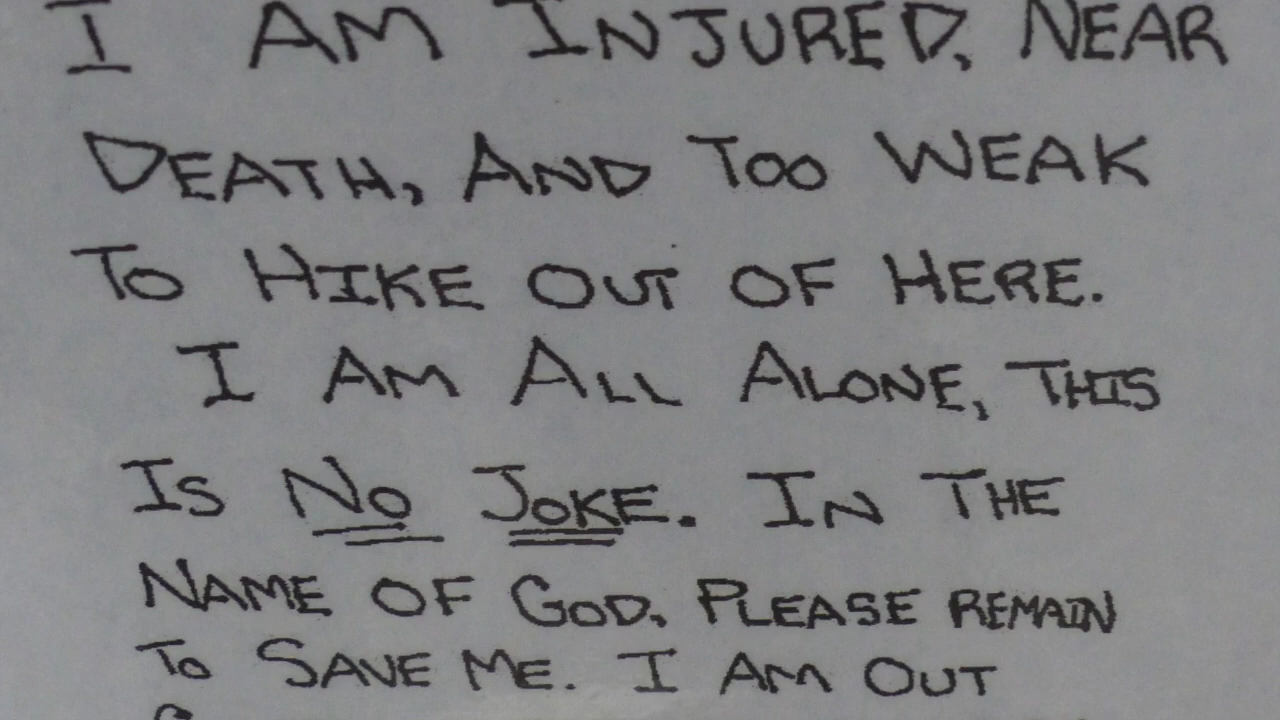 I AM INJURED, NEAR
DEATH, AND TOO WEAK
TO HIKE OUT OF HERE.
I AM ALL ALONE, THIS
IS NO JOKE. IN THE
NAME OF GOD, PLEASE REMAIN
TO SAVE ME. I AM OUT